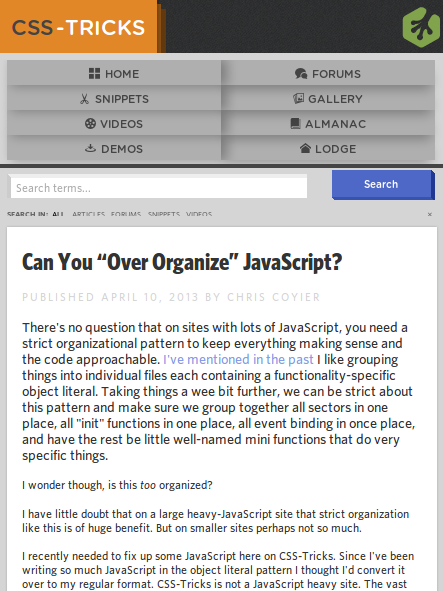 CSS-TRICKS
HOME
FORUMS
SNIPPETS
GALLERY
VIDEOS
ALMANAC
DEMOS
LODGE
Search terms...
Search
SEARCH IN: ALL ARTICLES FORUMS SNIPPETS VIDEOS ×
Can You “Over Organize” JavaScript?
PUBLISHED APRIL 10, 2013 BY CHRIS COYIER
There's no question that on sites with lots of JavaScript, you need a
strict organizational pattern to keep everything making sense and
the code approachable. I've mentioned in the past I like grouping
things into individual files each containing a functionality-specific
object literal. Taking things a wee bit further, we can be strict about
this pattern and make sure we group together all sectors in one
place, all "init" functions in one place, all event binding in once place,
and have the rest be little well-named mini functions that do very
specific things.
I wonder though, is this too organized?
I have little doubt that on a large heavy-JavaScript site that strict organization
like this is of huge benefit. But on smaller sites perhaps not so much.
I recently needed to fix up some JavaScript here on CSS-Tricks. Since I've been
writing so much JavaScript in the object literal pattern I thought I'd convert it
over to my regular format. CSS-Tricks is not a JavaScript heavy site. The vast